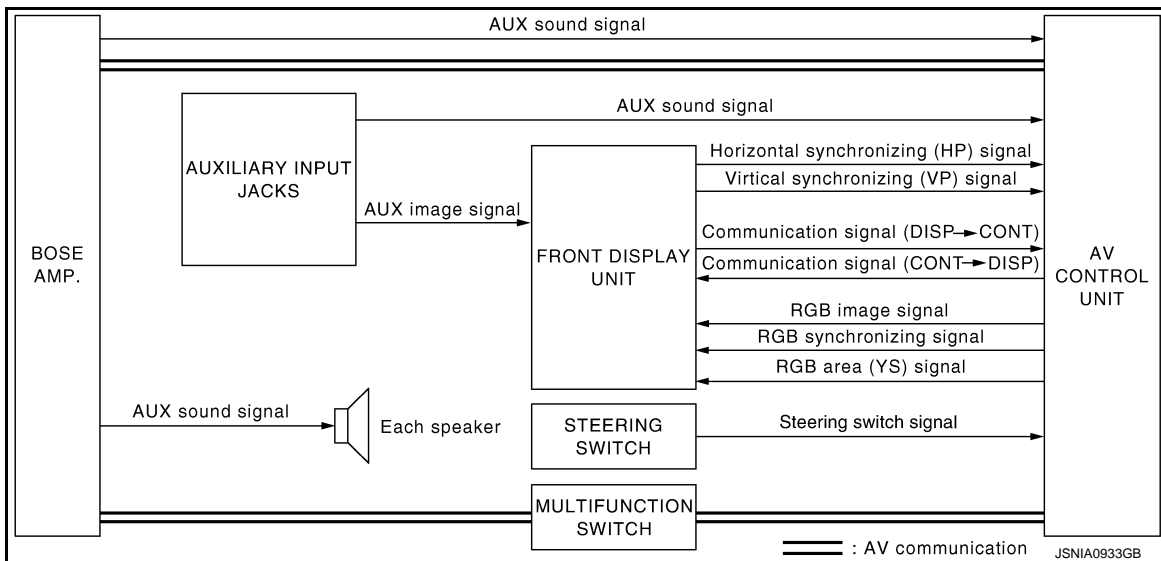 AUX sound signal
AUX sound signal
AUXILIARY INPUT
JACKS
Horizontal synchronizing (HP) signal
Virtical synchronizing (VP) signal
AUX image signal
Communication signal (DISP→CONT)
BOSE
AMP.
FRONT DISPLAY
UNIT
Communication signal (CONT→DISP)
AV
CONTROL
UNIT
RGB image signal
RGB synchronizing signal
RGB area (YS) signal
AUX sound signal
Each speaker
STEERING
SWITCH
Steering switch signal
MULTIFUNCTION
SWITCH
: AV communication
JSNIA0933GB